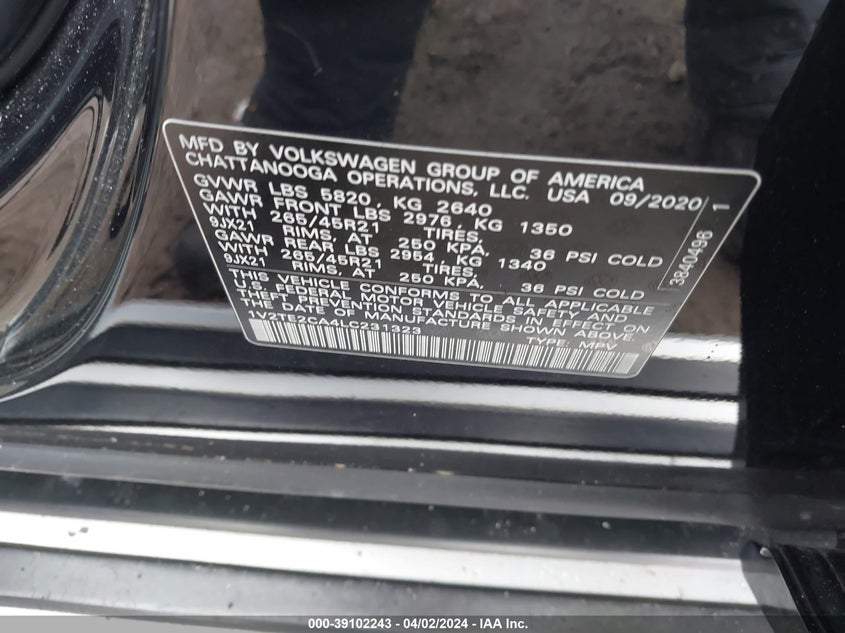 MFD BY VOLKSWAGEN GROUP OF AMERICA
CHATTANOOGA OPERATIONS, LLC. USA 09/2020
GVWR LBS 5820, KG 2640
GAWR FRONT LBS 2976, KG 1350
WITH 265/45R21 TIRES,
9JX21 RIMS, AT 250 KPA, 36 PSI COLD
GAWR REAR LBS 2954, KG 1340
WITH 265/45R21 TIRES,
9JX21 RIMS, AT 250 KPA, 36 PSI COLD
THIS VEHICLE CONFORMS TO ALL APPLICABLE
U.S. FEDERAL MOTOR VEHICLE SAFETY AND
THEFT PREVENTION STANDARDS IN EFFECT ON
THE DATE OF MANUFACTURE SHOWN ABOVE.
1V2TE2CA4LC231323
TYPE: MPV
3840496 1
000-39102243 - 04/02/2024 - IAA Inc.